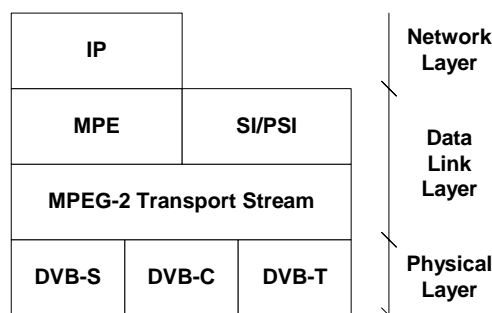 IP
Network
Layer
MPE
SI/PSI
Data
Link
Layer
MPEG-2 Transport Stream
DVB-S
DVB-C
DVB-T
Physical
Layer